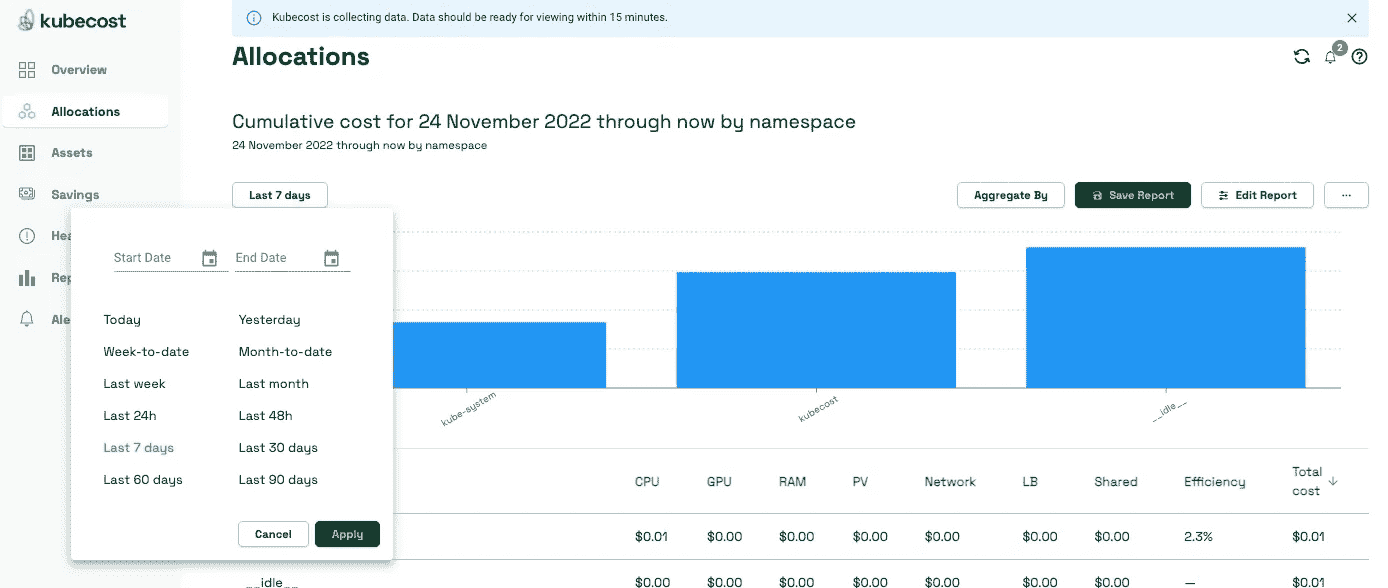 kubecost
Kubecost is collecting data. Data should be ready for viewing within 15 minutes.
Allocations
2
Overview
Allocations
Assets
Savings
Hea
Rep
Ale
Cumulative cost for 24 November 2022 through now by namespace
24 November 2022 through now by namespace
Last 7 days
Aggregate By
Save Report
Edit Report
...
Start Date
End Date
Today
Yesterday
Week-to-date
Month-to-date
Last week
Last month
Last 24h
Last 48h
Last 7 days
Last 30 days
Last 60 days
Last 90 days
Cancel
Apply
kube-system
kubecost
__idle__
CPU GPU RAM PV Network LB Shared Efficiency Total cost
$0.01 $0.00 $0.00 $0.00 $0.00 $0.00 $0.00 2.3% $0.01
__idle__ $0.00 $0.00 $0.00 $0.00 $0.00 $0.00 $0.00 — $0.01